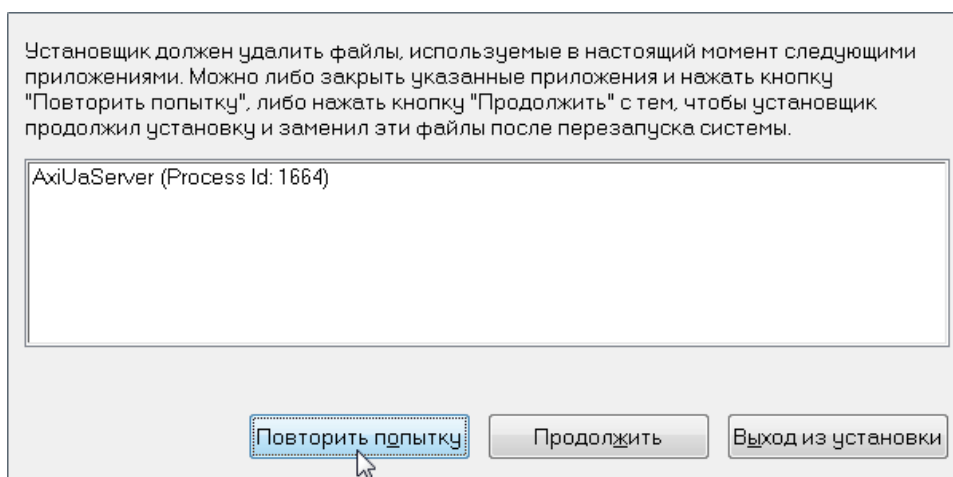 Установщик должен удалить файлы, используемые в настоящий момент следующими
приложениями. Можно либо закрыть указанные приложения и нажать кнопку
"Повторить попытку", либо нажать кнопку "Продолжить" с тем, чтобы установщик
продолжил установку и заменил эти файлы после перезапуска системы.
AxiUaServer (Process Id: 1664)
Повторить попытку Продолжить Выход из установки